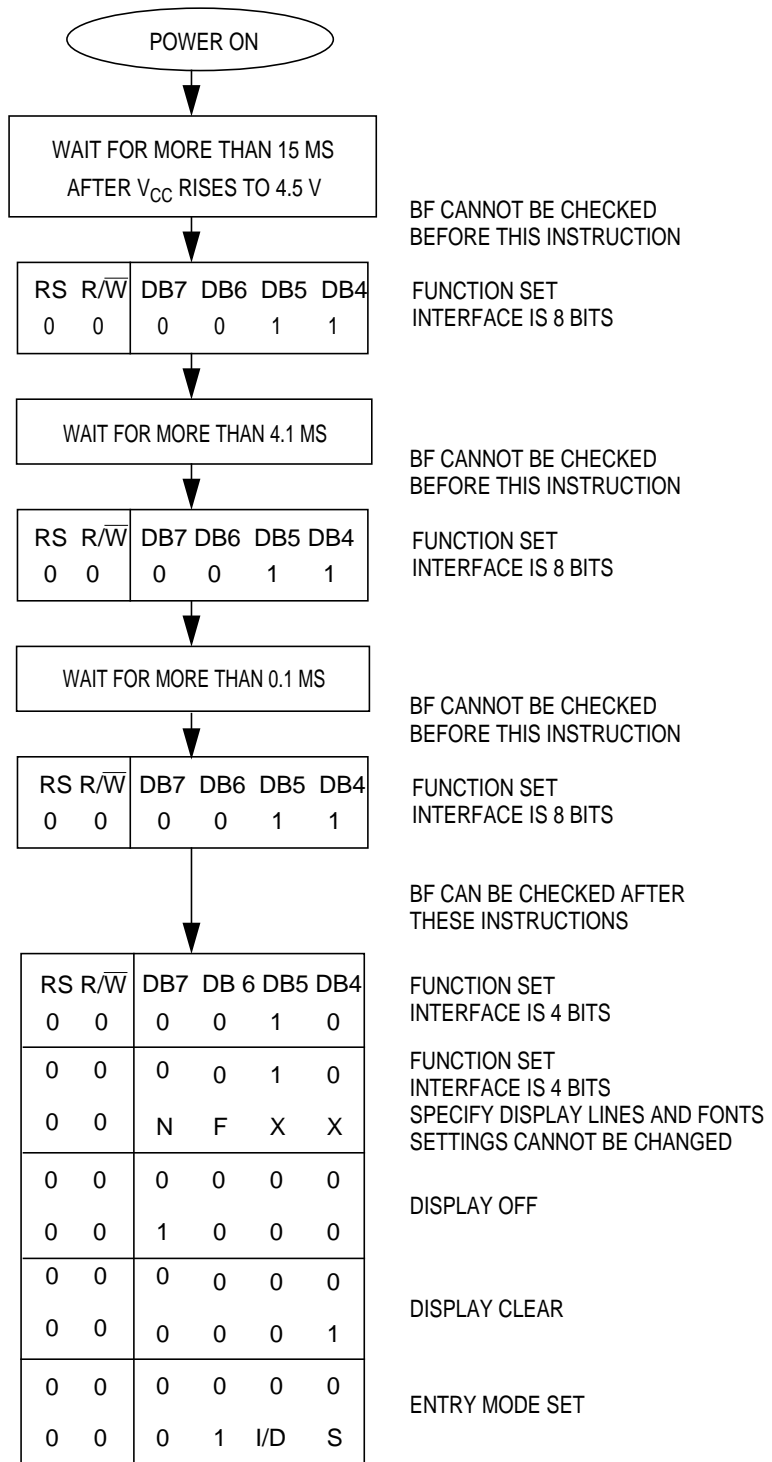 POWER ON
WAIT FOR MORE THAN 15 MS
AFTER VCC RISES TO 4.5 V
BF CANNOT BE CHECKED
BEFORE THIS INSTRUCTION
RS R/W̅ DB7 DB6 DB5 DB4
0 0 0 0 1 1
FUNCTION SET
INTERFACE IS 8 BITS
WAIT FOR MORE THAN 4.1 MS
BF CANNOT BE CHECKED
BEFORE THIS INSTRUCTION
RS R/W̅ DB7 DB6 DB5 DB4
0 0 0 0 1 1
FUNCTION SET
INTERFACE IS 8 BITS
WAIT FOR MORE THAN 0.1 MS
BF CANNOT BE CHECKED
BEFORE THIS INSTRUCTION
RS R/W̅ DB7 DB6 DB5 DB4
0 0 0 0 1 1
FUNCTION SET
INTERFACE IS 8 BITS
BF CAN BE CHECKED AFTER
THESE INSTRUCTIONS
RS R/W̅ DB7 DB 6 DB5 DB4
0 0 0 0 1 0
FUNCTION SET
INTERFACE IS 4 BITS
0 0 0 0 1 0
0 0 N F X X
FUNCTION SET
INTERFACE IS 4 BITS
SPECIFY DISPLAY LINES AND FONTS
SETTINGS CANNOT BE CHANGED
0 0 0 0 0 0
0 0 1 0 0 0
DISPLAY OFF
0 0 0 0 0 0
0 0 0 0 0 1
DISPLAY CLEAR
0 0 0 0 0 0
0 0 0 1 I/D S
ENTRY MODE SET